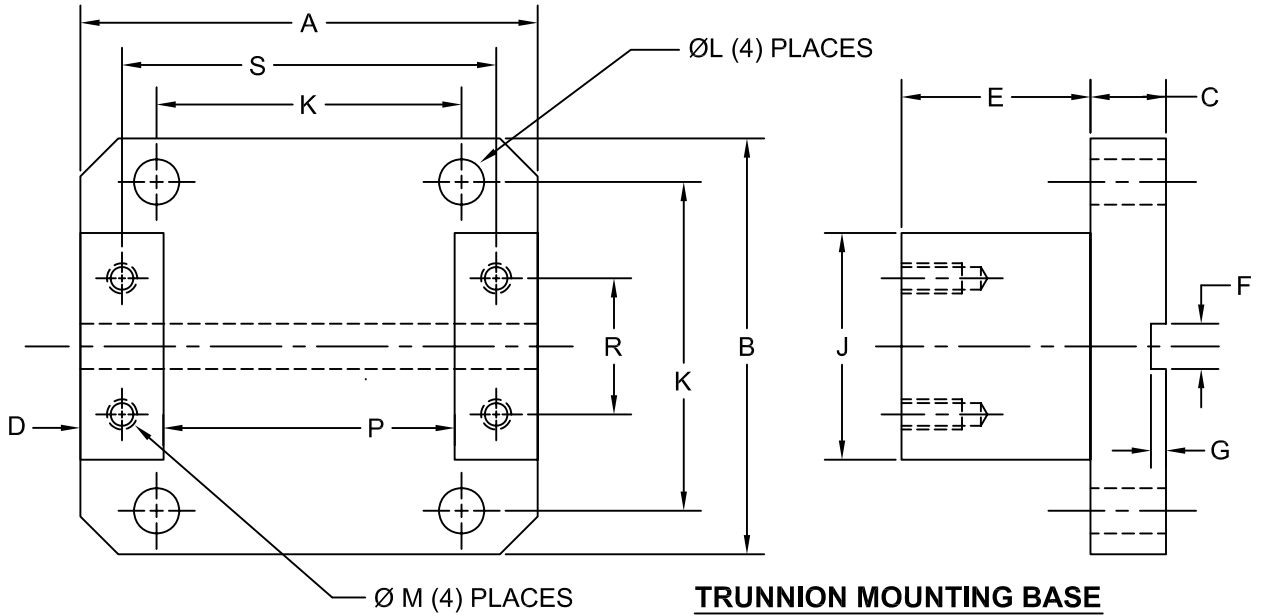 A
S
ØL (4) PLACES
K
E
C
F
R
B
J
K
D
P
G
Ø M (4) PLACES
TRUNNION MOUNTING BASE